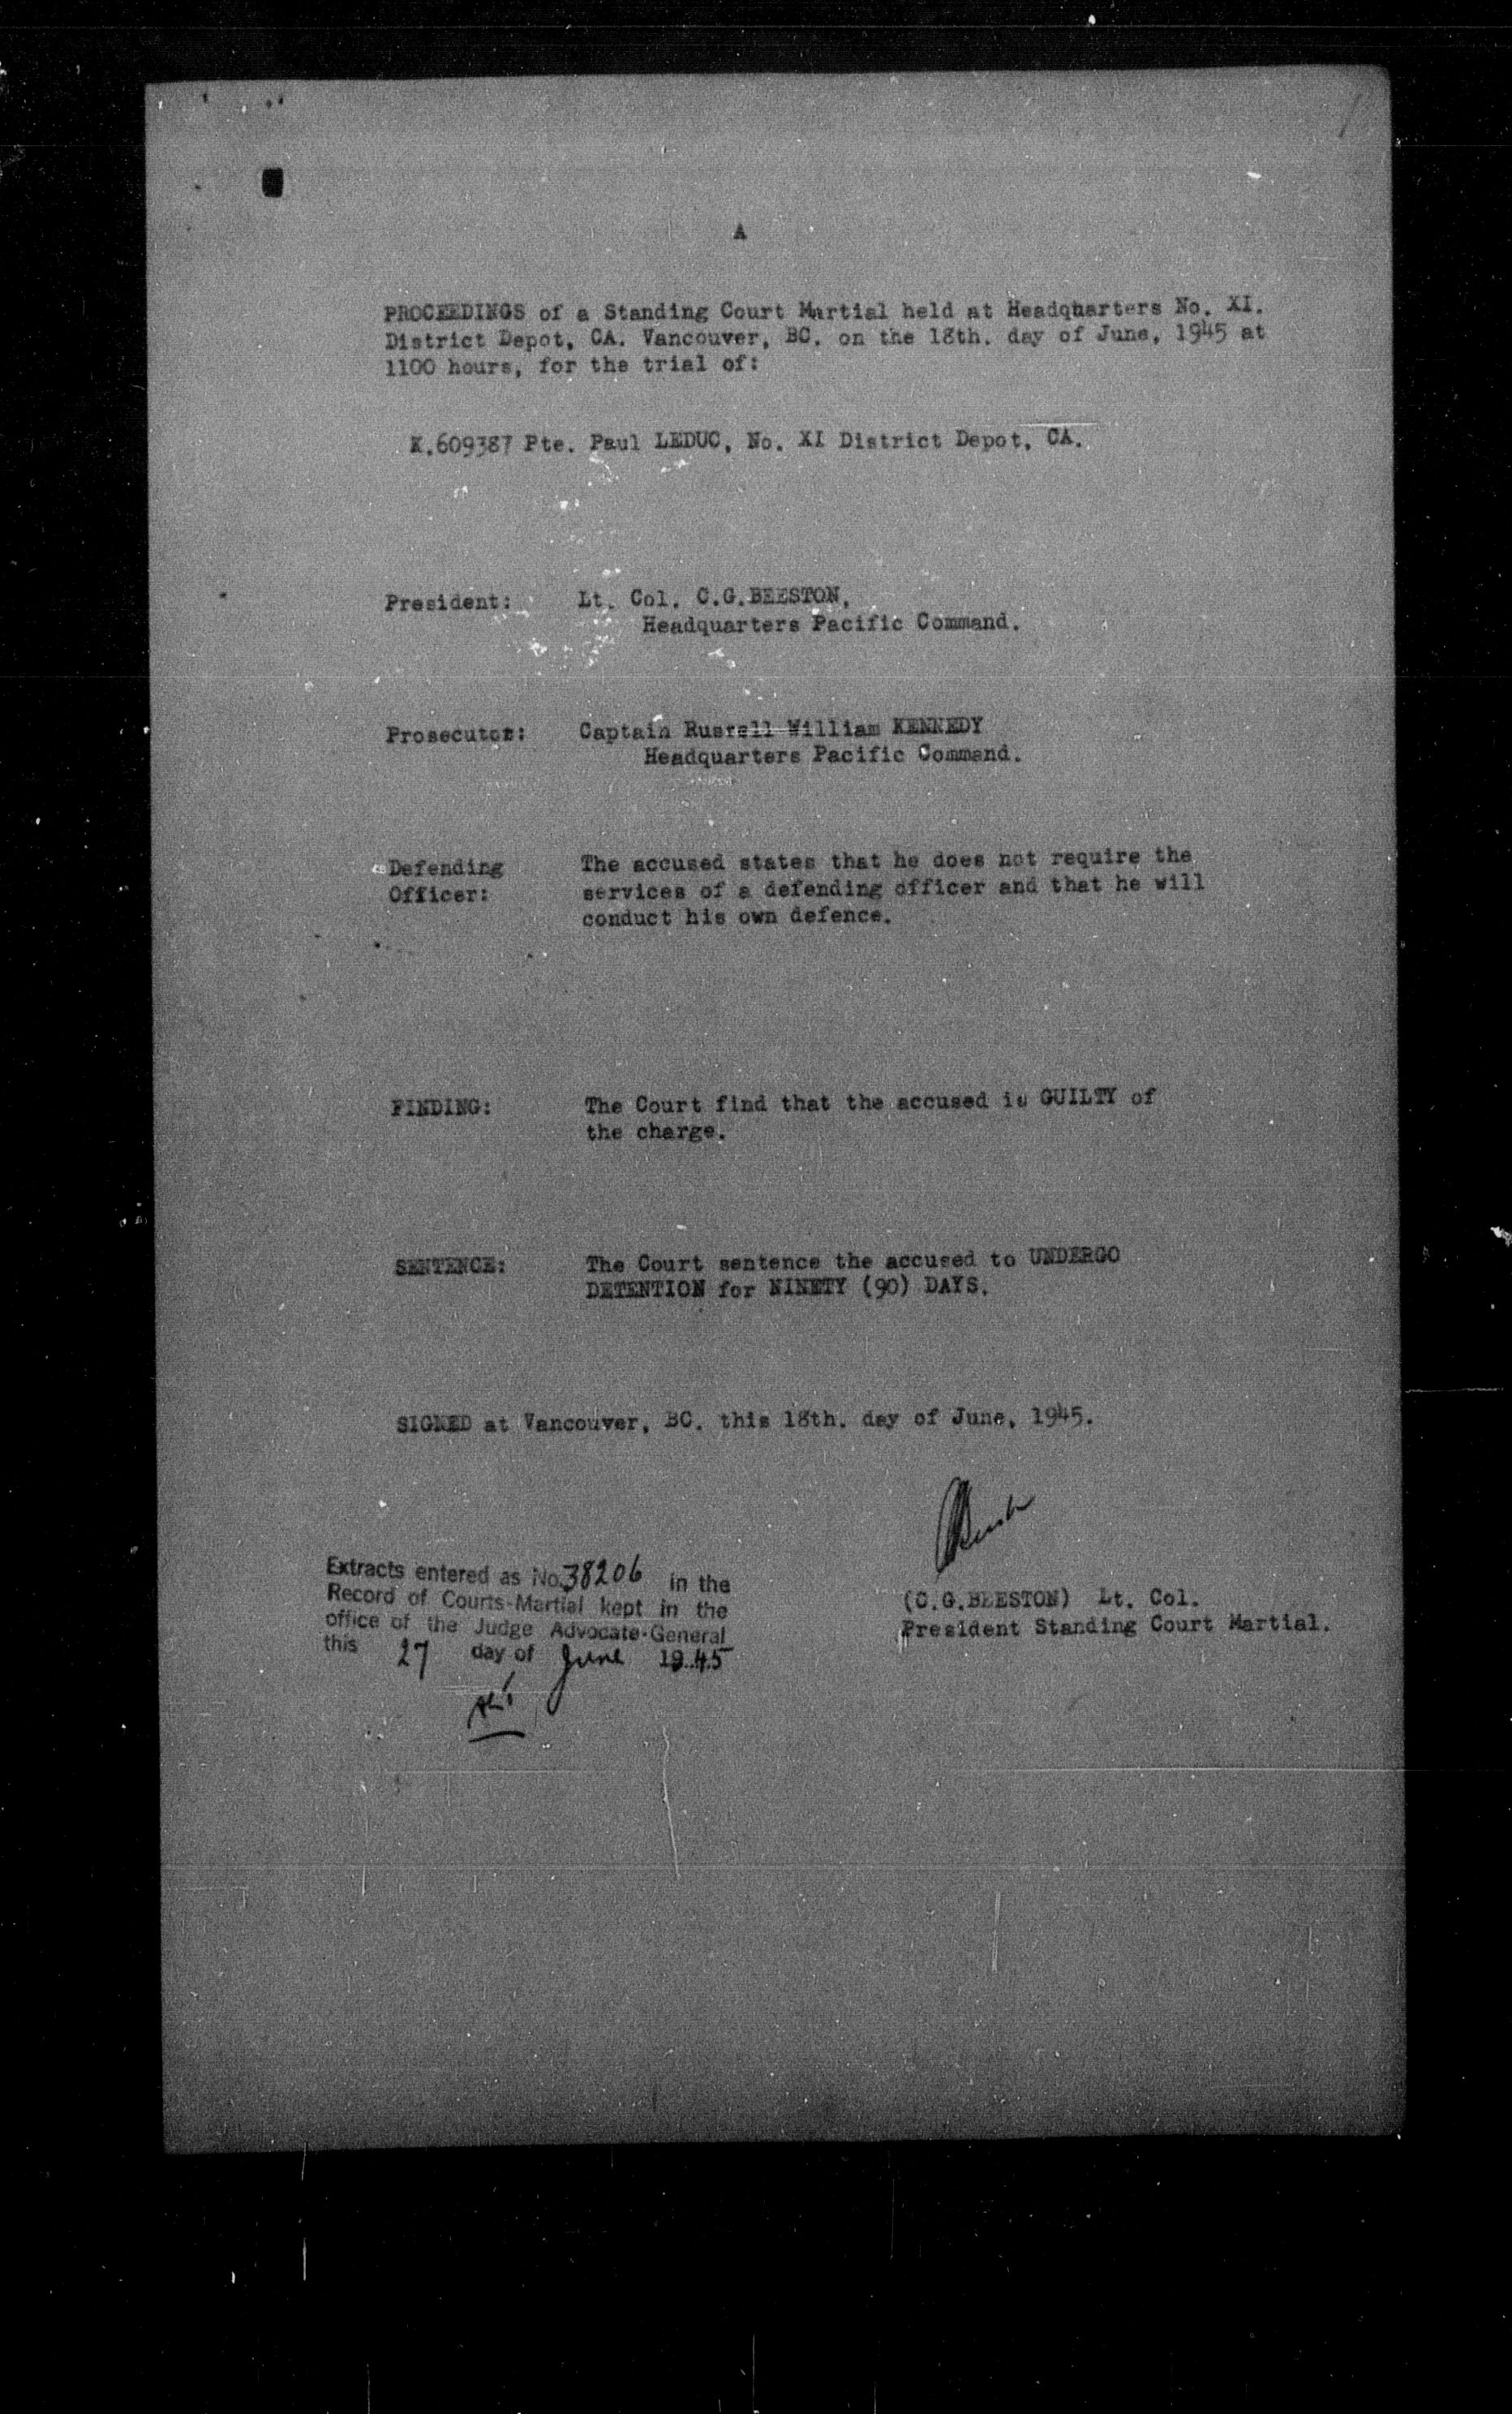 A
PROCEEDINGS of a Standing Court Martial held at Headquarters No. XI.
District Depot, CA. Vancouver, BC. on the 18th. day of June, 1945 at
1100 hours, for the trial of:
K.609387 Pte. Paul LEDUC, No. XI District Depot, CA.
President: Lt. Col. C.G.BEESTON,
Headquarters Pacific Command.
Prosecutor: Captain Russell William KENNEDY
Headquarters Pacific Command.
Defending The accused states that he does not require the
Officer: services of a defending officer and that he will
conduct his own defence.
FINDING: The Court find that the accused is GUILTY of
the charge.
SENTENCE: The Court sentence the accused to UNDERGO
DETENTION for NINETY (90) DAYS.
SIGNED at Vancouver, BC. this 18th. day of June, 1945.
Extracts entered as No. 38206 in the
Record of Courts-Martial kept in the
office of the Judge Advocate-General
this 27 day of June 1945
(C.G.BEESTON) Lt. Col.
President Standing Court Martial.